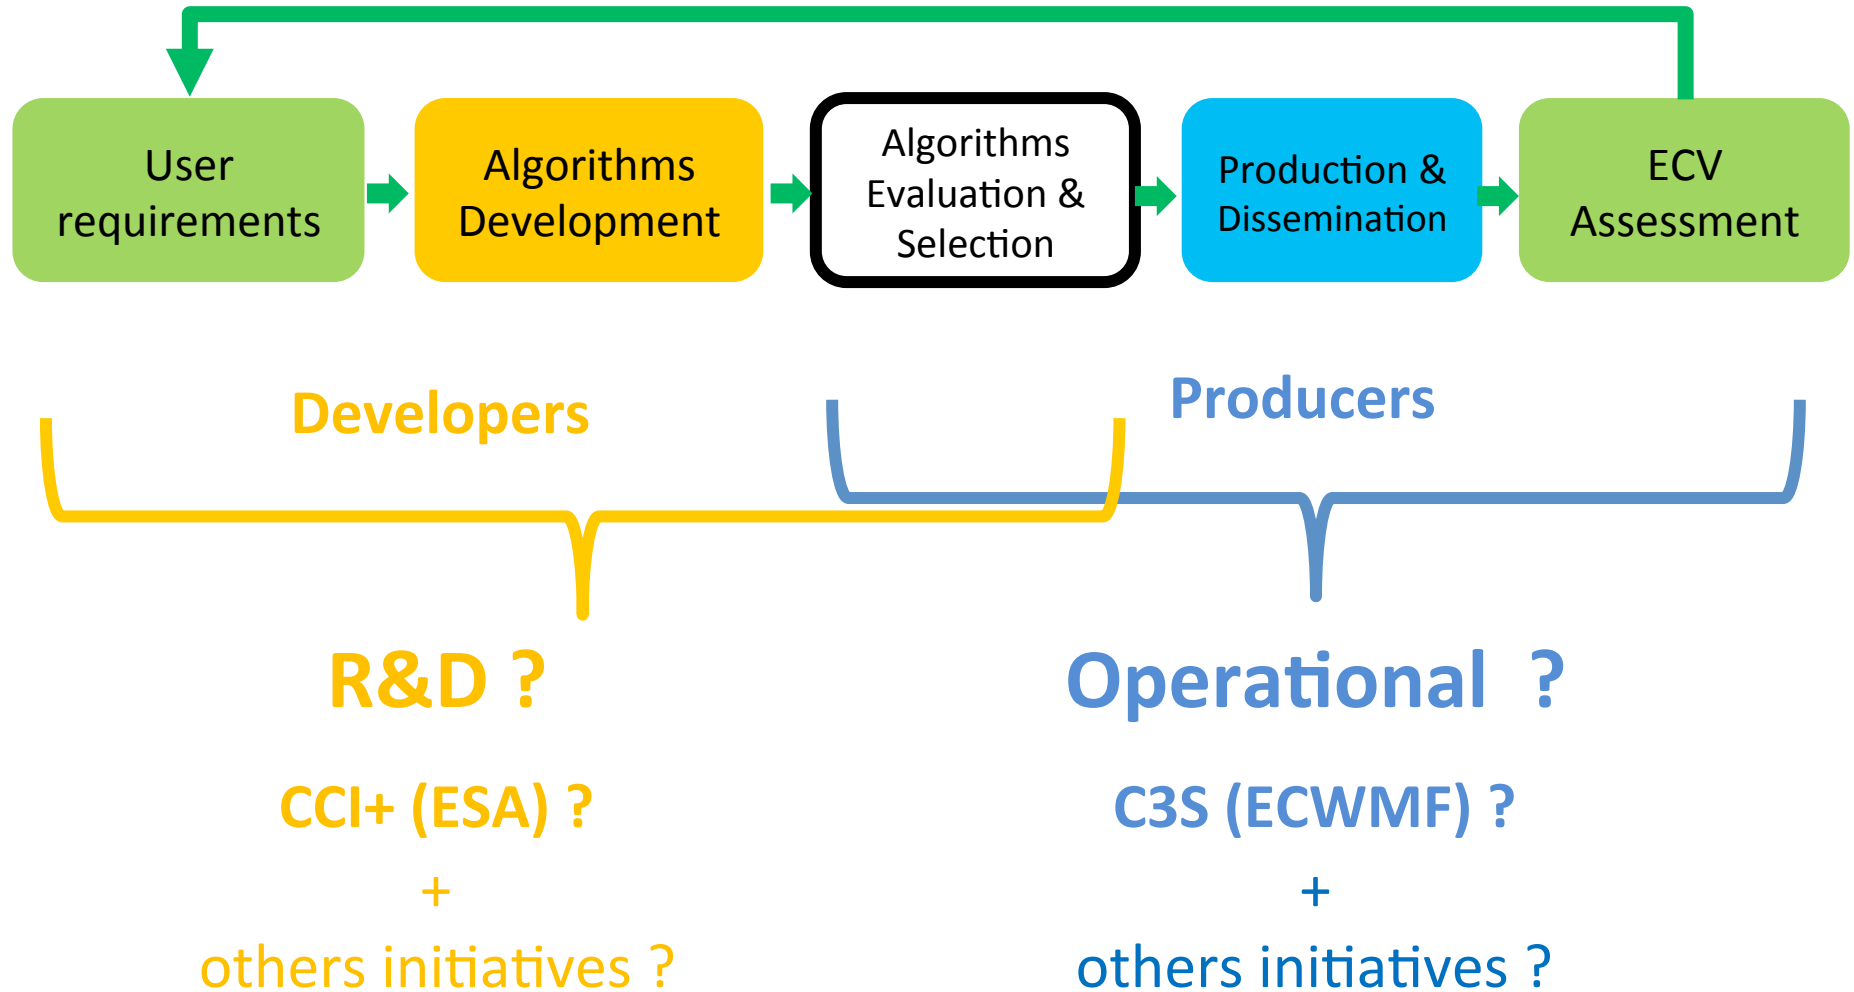 User
requirements
Algorithms
Development
Algorithms
Evaluation &
Selection
Production &
Dissemination
ECV
Assessment
Developers
Producers
R&D ?
Operational ?
CCI+ (ESA) ?
C3S (ECWMF) ?
+
+
others initiatives ?
others initiatives ?